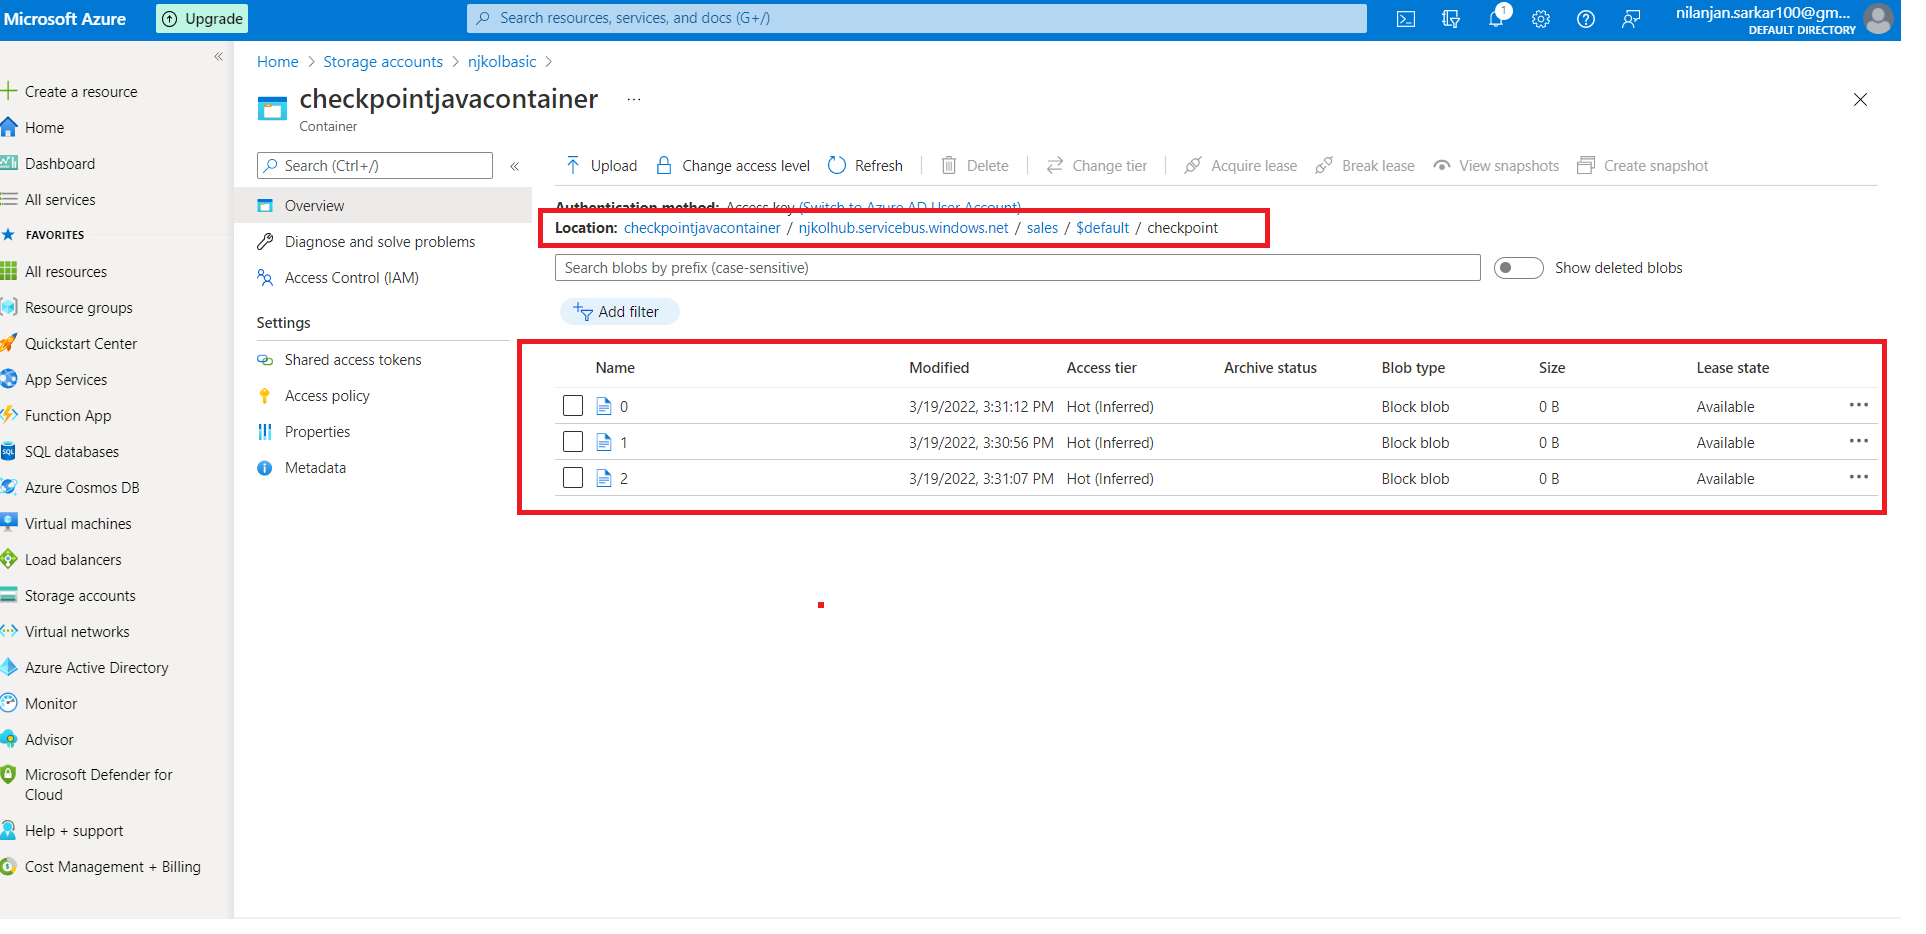 Microsoft Azure
Upgrade
Search resources, services, and docs (G+/)
1
nilanjan.sarkar100@gm...
DEFAULT DIRECTORY
«
Create a resource
Home
Dashboard
All services
FAVORITES
All resources
Resource groups
Quickstart Center
App Services
Function App
SQL databases
Azure Cosmos DB
Virtual machines
Load balancers
Storage accounts
Virtual networks
Azure Active Directory
Monitor
Advisor
Microsoft Defender for
Cloud
Help + support
Cost Management + Billing
Home > Storage accounts > njkolbasic >
checkpointjavacontainer ...
Container
Search (Ctrl+/)
«
Overview
Diagnose and solve problems
Access Control (IAM)
Settings
Shared access tokens
Access policy
Properties
Metadata
Upload Change access level Refresh Delete Change tier Acquire lease Break lease View snapshots Create snapshot
Authentication method: Access key (Switch to Azure AD User Account)
Location: checkpointjavacontainer / njkolhub.servicebus.windows.net / sales / $default / checkpoint
Search blobs by prefix (case-sensitive)
Show deleted blobs
Add filter
Name Modified Access tier Archive status Blob type Size Lease state
0 3/19/2022, 3:31:12 PM Hot (Inferred) Block blob 0 B Available ...
1 3/19/2022, 3:30:56 PM Hot (Inferred) Block blob 0 B Available ...
2 3/19/2022, 3:31:07 PM Hot (Inferred) Block blob 0 B Available ...